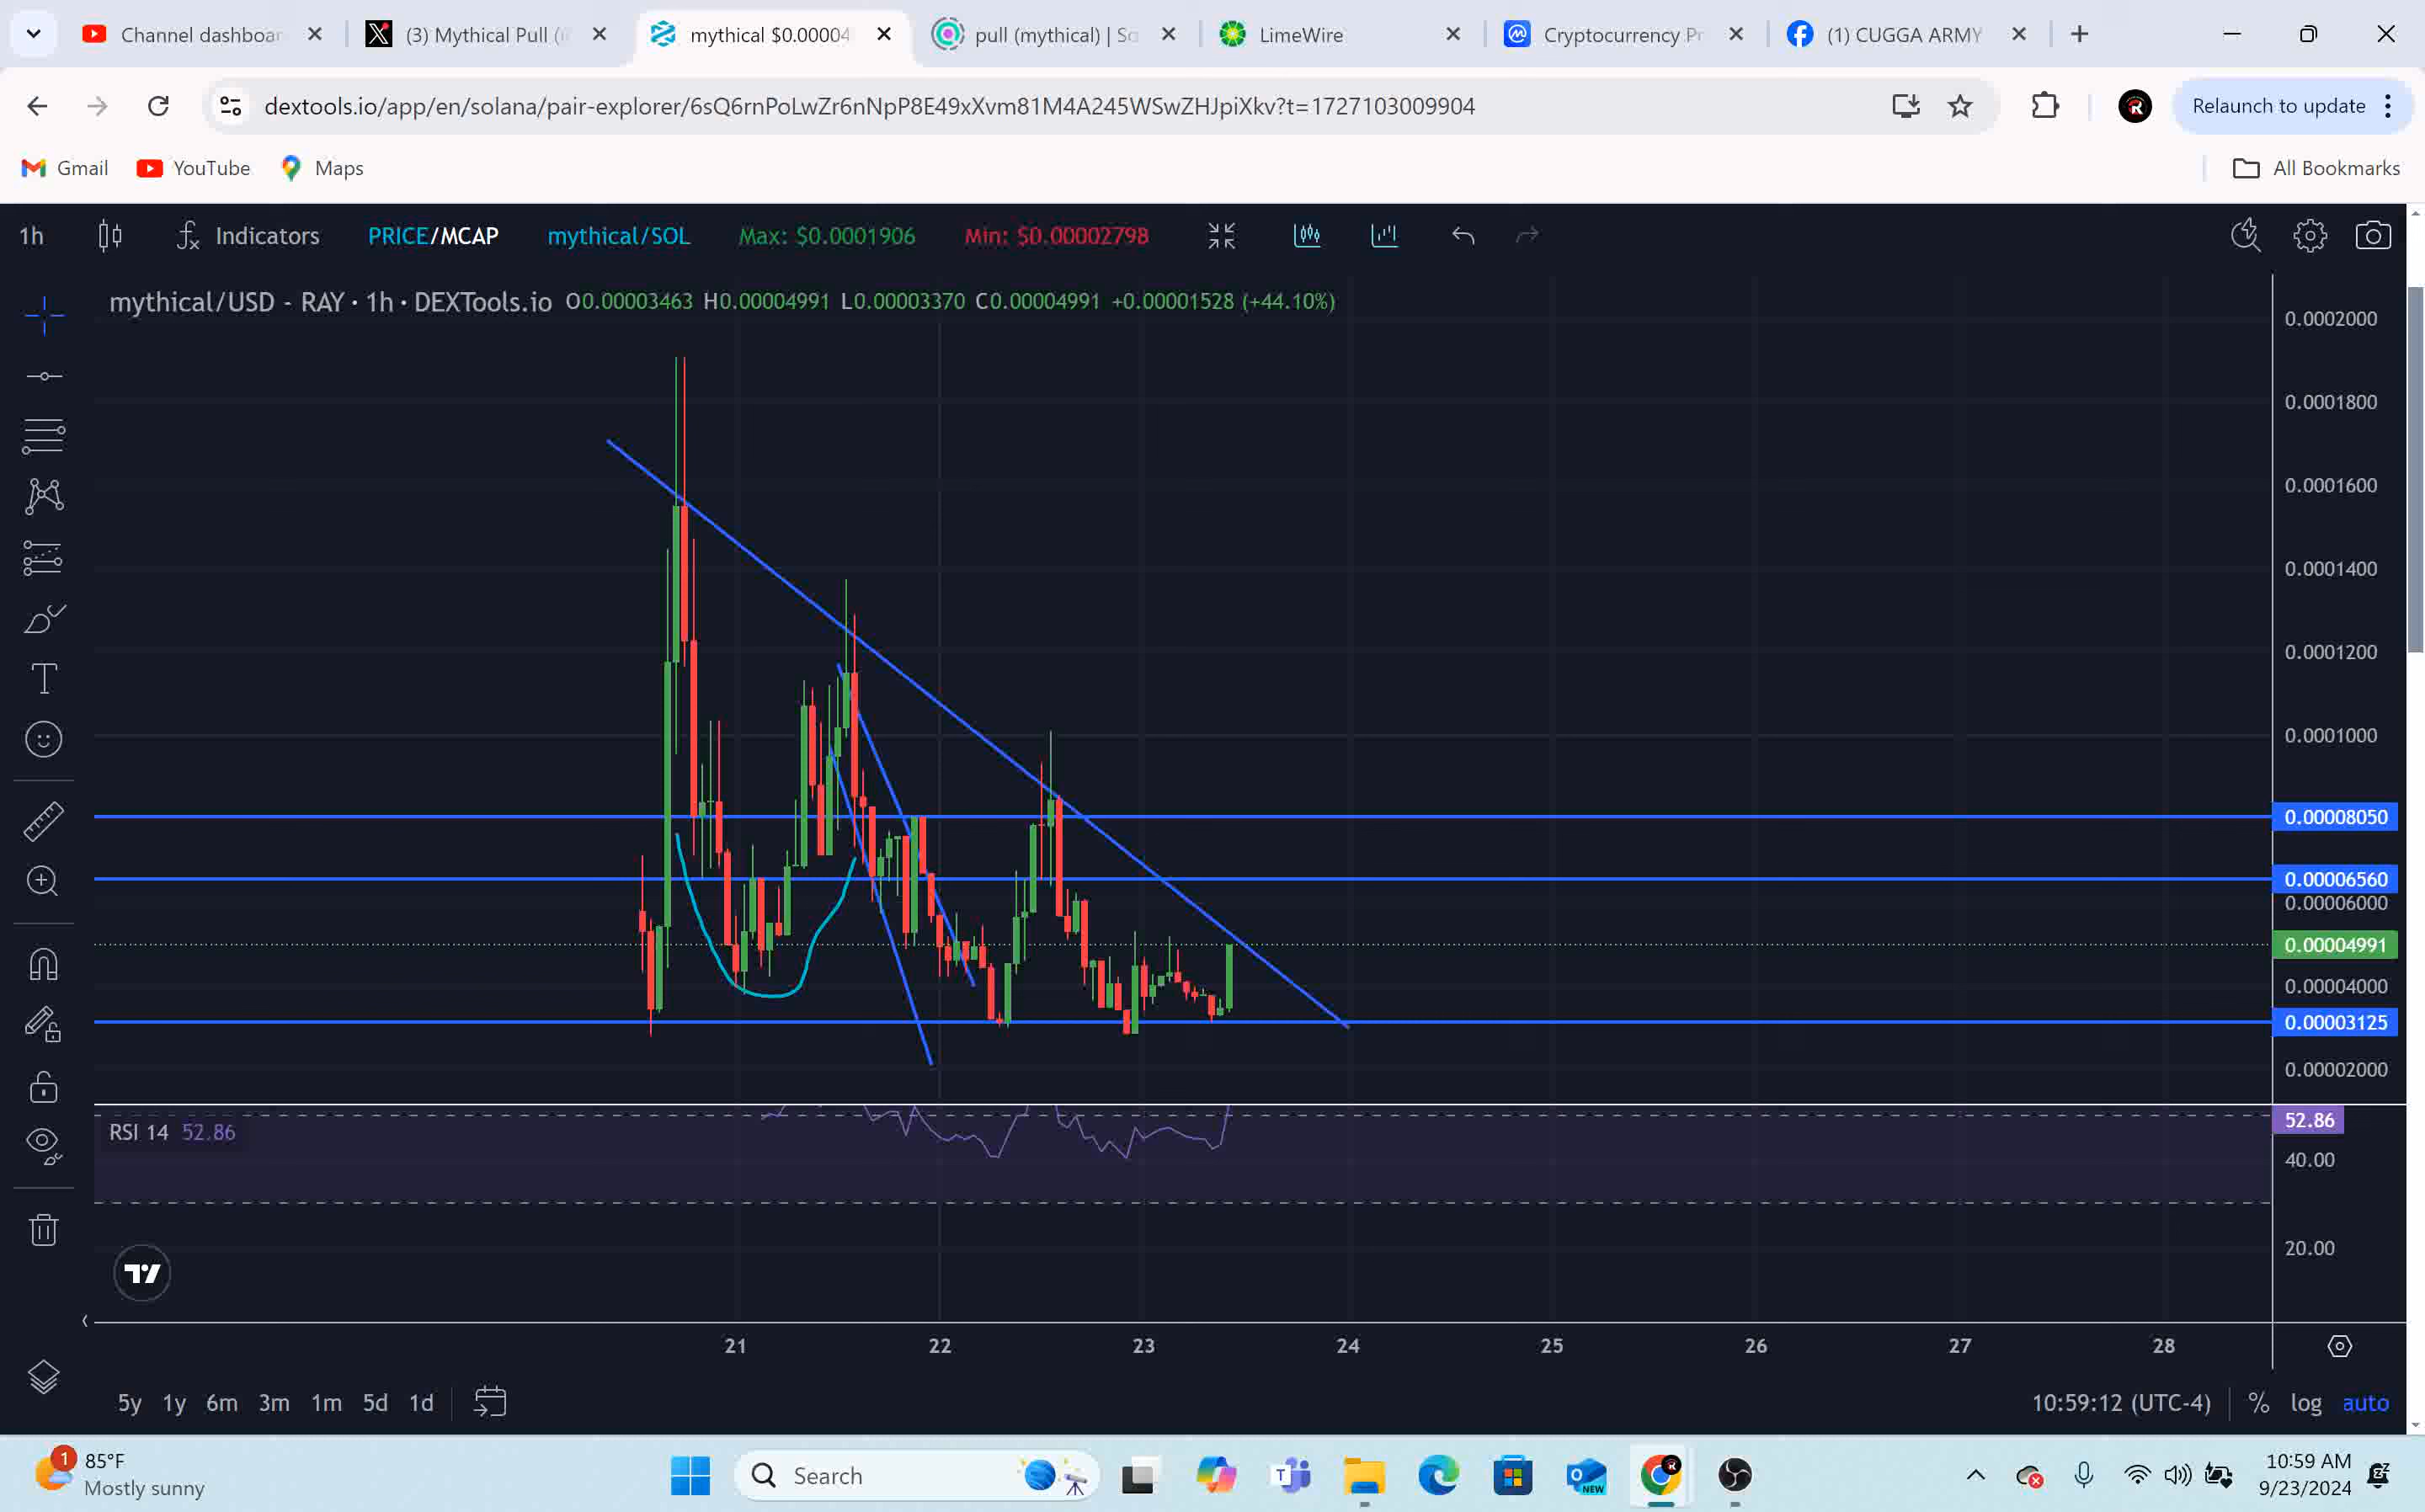 Channel dashboar
(3) Mythical Pull (
mythical $0.00004
pull (mythical) | So
LimeWire
Cryptocurrency Pr
(1) CUGGA ARMY
dextools.io/app/en/solana/pair-explorer/6sQ6rnPoLwZr6nNpP8E49xXvm81M4A245WSwZHJpiXkv?t=1727103009904
Relaunch to update
Gmail
YouTube
Maps
All Bookmarks
1h
Indicators
PRICE/MCAP
mythical/SOL
Max: $0.0001906
Min: $0.00002798
mythical/USD - RAY · 1h · DEXTools.io O0.00003463 H0.00004991 L0.00003370 C0.00004991 +0.00001528 (+44.10%)
0.0002000
0.0001800
0.0001600
0.0001400
0.0001200
0.0001000
0.00008050
0.00006560
0.00006000
0.00004991
0.00004000
0.00003125
0.00002000
RSI 14 52.86
52.86
40.00
20.00
21 22 23 24 25 26 27 28
5y 1y 6m 3m 1m 5d 1d
10:59:12 (UTC-4) % log auto
1
85°F
Mostly sunny
Search
NEW
10:59 AM
9/23/2024